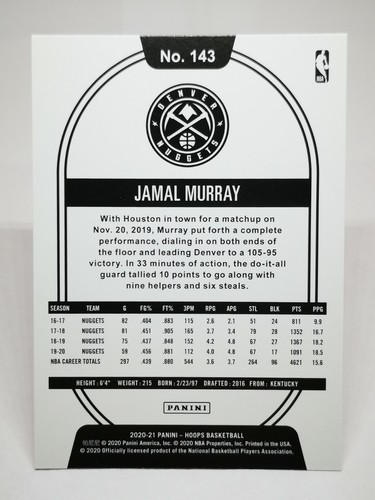 No. 143
NBA
DENVER
NUGGETS
JAMAL MURRAY
With Houston in town for a matchup on
Nov. 20, 2019, Murray put forth a complete
performance, dialing in on both ends of
the floor and leading Denver to a 105-95
victory. In 33 minutes of action, the do-it-all
guard tallied 10 points to go along with
nine helpers and six steals.
SEASON TEAM G FG% FT% 3PM RPG APG STL BLK PTS PPG
16-17 NUGGETS 82 .404 .883 115 2.6 2.1 51 24 811 9.9
17-18 NUGGETS 81 .451 .905 165 3.7 3.4 79 28 1352 16.7
18-19 NUGGETS 75 .437 .848 152 4.2 4.8 67 27 1367 18.2
19-20 NUGGETS 59 .456 .881 112 4.0 4.8 67 17 1091 18.5
NBA CAREER TOTALS 297 .439 .880 544 3.6 3.7 264 96 4621 15.6
HEIGHT: 6'4" WEIGHT: 215 BORN: 2/23/97 DRAFTED: 2016 FROM: KENTUCKY
PANINI
2020-21 PANINI – HOOPS BASKETBALL
帕尼尼 © 2020 Panini America, Inc. © 2020 NBA Properties, Inc. Printed in the USA.
© 2020 Officially licensed product of the National Basketball Players Association.